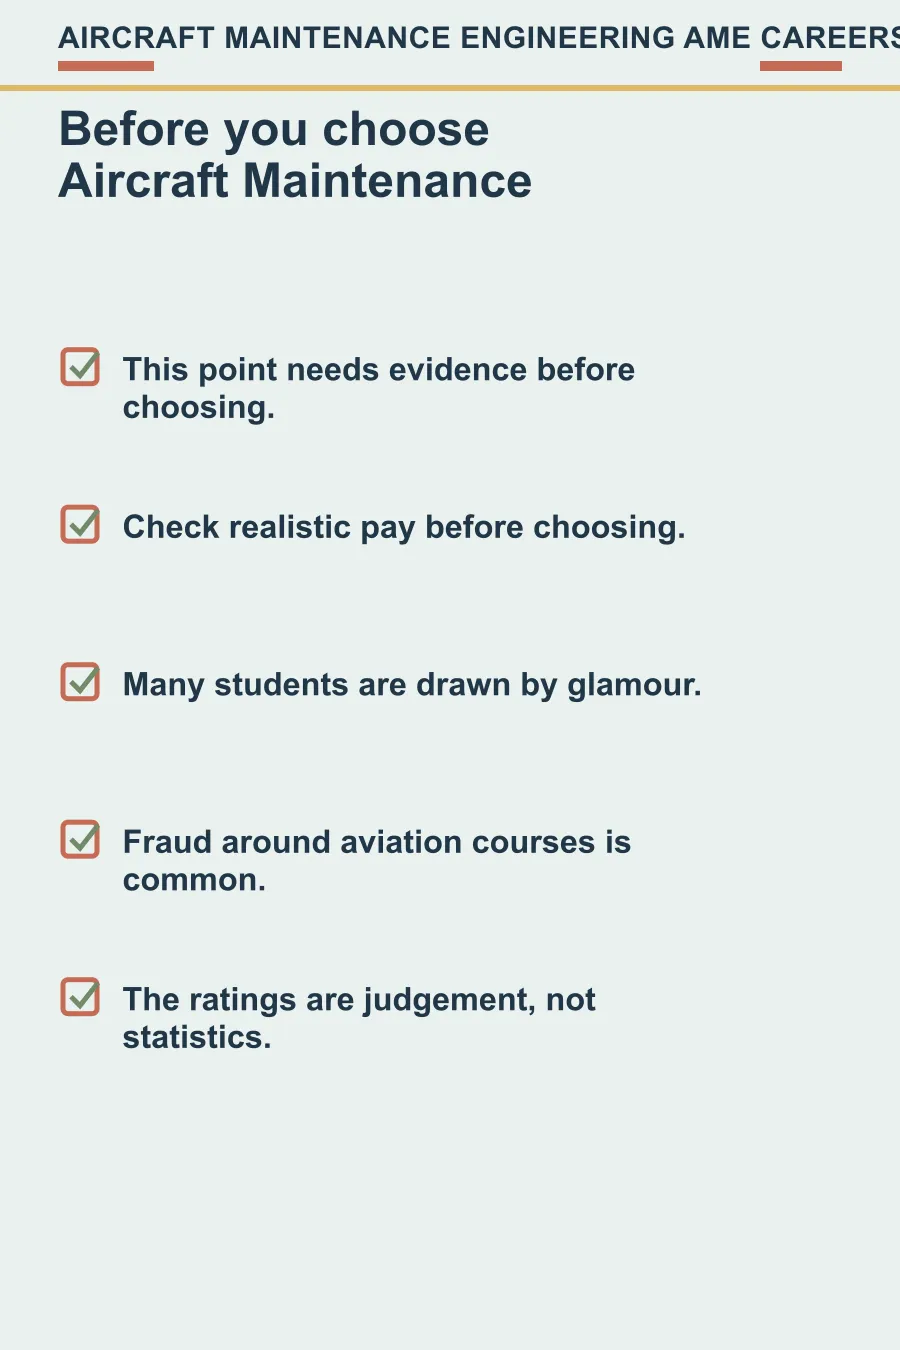 AIRCRAFT MAINTENANCE ENGINEERING AME CAREERS
Before you choose
Aircraft Maintenance
This point needs evidence before
choosing.
Check realistic pay before choosing.
Many students are drawn by glamour.
Fraud around aviation courses is
common.
The ratings are judgement, not
statistics.